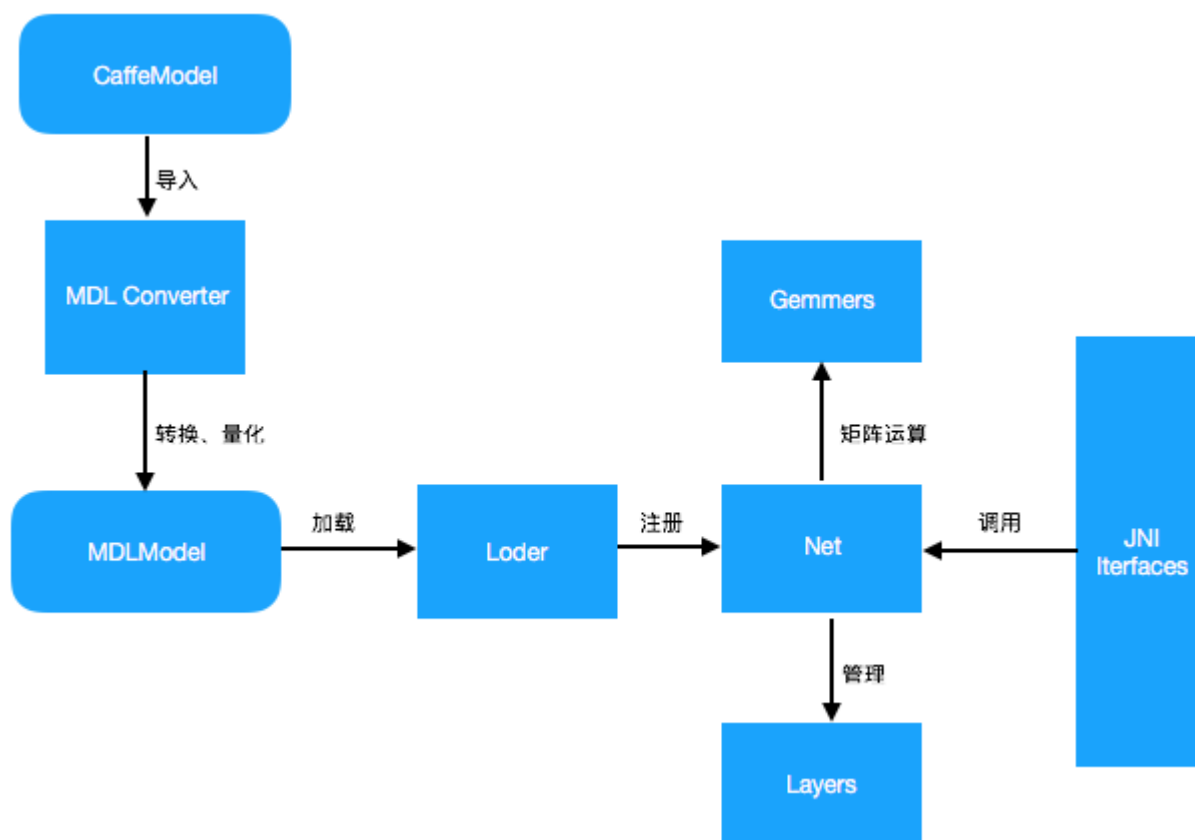 CaffeModel
导入
MDL Converter
转换、量化
MDLModel
加载
Loder
注册
Net
矩阵运算
Gemmers
管理
Layers
调用
JNI
Iterfaces